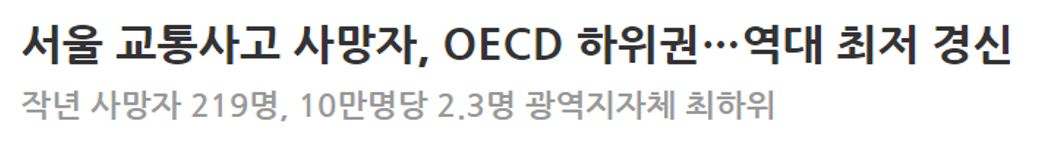 서울 교통사고 사망자, OECD 하위권…역대 최저 경신
작년 사망자 219명, 10만명당 2.3명 광역지자체 최하위